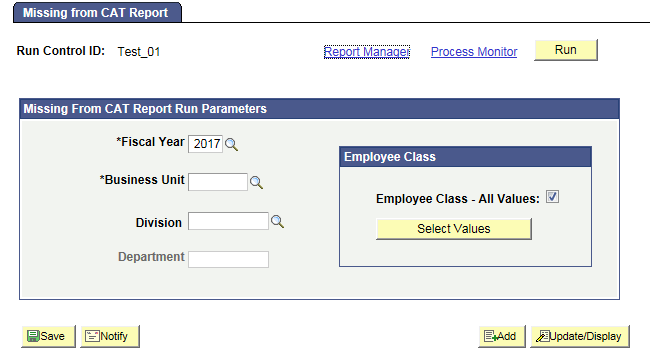 Missing from CAT Report
Run Control ID: Test_01 Report Manager Process Monitor Run
Missing From CAT Report Run Parameters
*Fiscal Year 2017
*Business Unit
Division
Department
Employee Class
Employee Class - All Values:
Select Values
Save Notify Add Update/Display